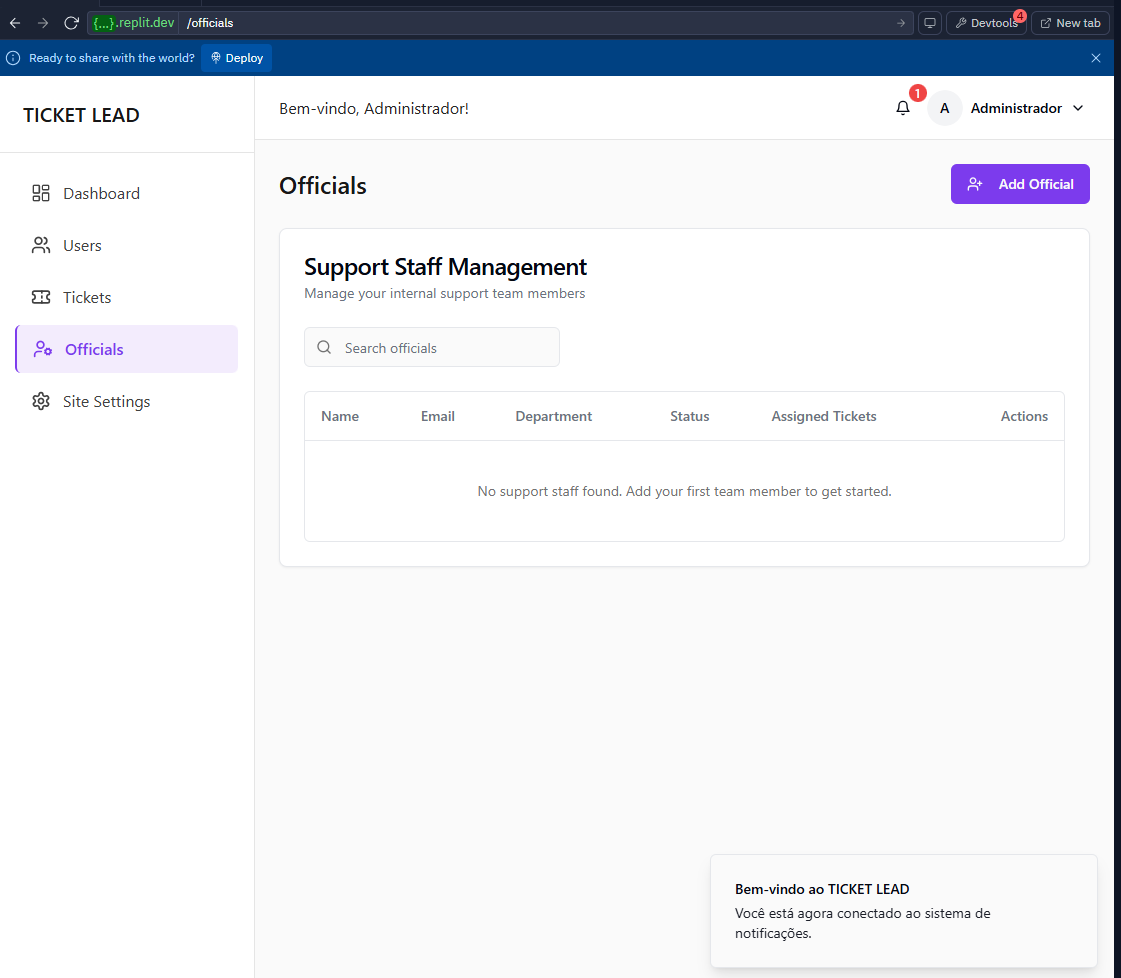 {...}.replit.dev /officials Devtools 4 New tab
Ready to share with the world? Deploy
TICKET LEAD
Bem-vindo, Administrador!
1 A Administrador
Dashboard
Users
Tickets
Officials
Site Settings
Officials
Add Official
Support Staff Management
Manage your internal support team members
Search officials
Name Email Department Status Assigned Tickets Actions
No support staff found. Add your first team member to get started.
Bem-vindo ao TICKET LEAD
Você está agora conectado ao sistema de
notificações.